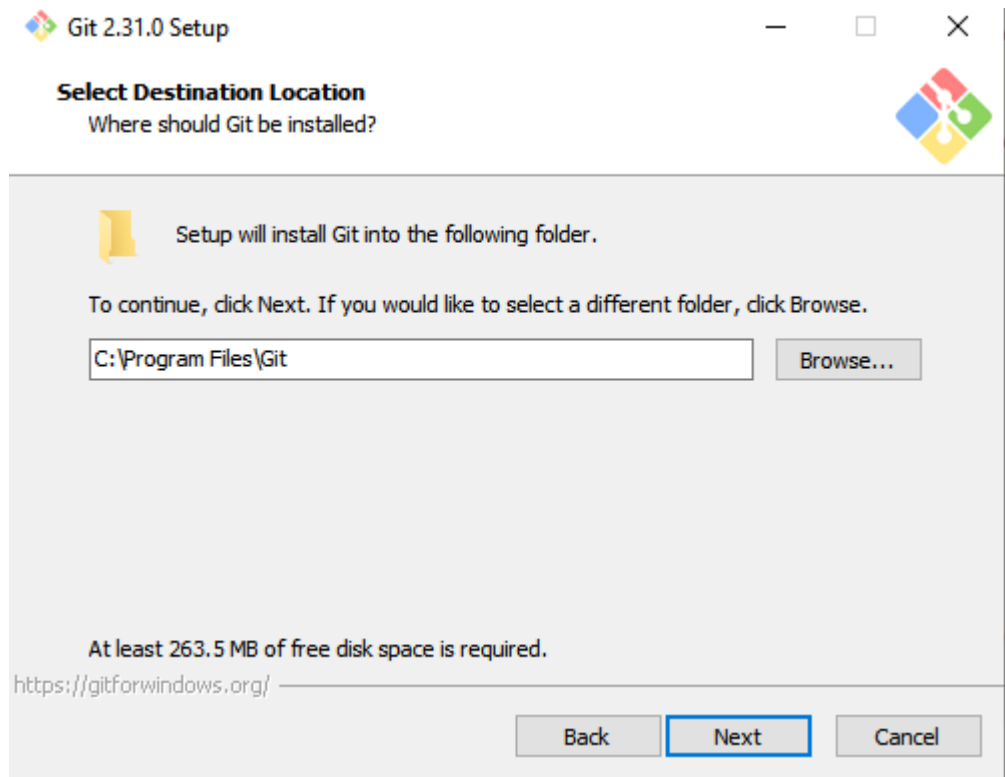 Git 2.31.0 Setup
Select Destination Location
Where should Git be installed?
Setup will install Git into the following folder.
To continue, click Next. If you would like to select a different folder, click Browse.
C:\Program Files\Git
Browse...
At least 263.5 MB of free disk space is required.
https://gitforwindows.org/
Back
Next
Cancel